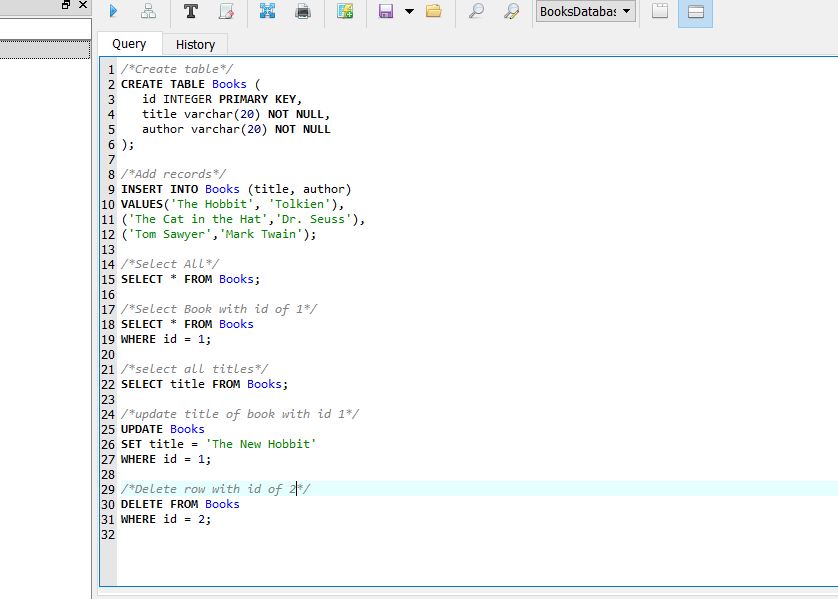 BooksDatabas
Query History
1 /*Create table*/
2 CREATE TABLE Books (
3 id INTEGER PRIMARY KEY,
4 title varchar(20) NOT NULL,
5 author varchar(20) NOT NULL
6 );
7
8 /*Add records*/
9 INSERT INTO Books (title, author)
10 VALUES('The Hobbit', 'Tolkien'),
11 ('The Cat in the Hat','Dr. Seuss'),
12 ('Tom Sawyer','Mark Twain');
13
14 /*Select All*/
15 SELECT * FROM Books;
16
17 /*Select Book with id of 1*/
18 SELECT * FROM Books
19 WHERE id = 1;
20
21 /*select all titles*/
22 SELECT title FROM Books;
23
24 /*update title of book with id 1*/
25 UPDATE Books
26 SET title = 'The New Hobbit'
27 WHERE id = 1;
28
29 /*Delete row with id of 2*/
30 DELETE FROM Books
31 WHERE id = 2;
32